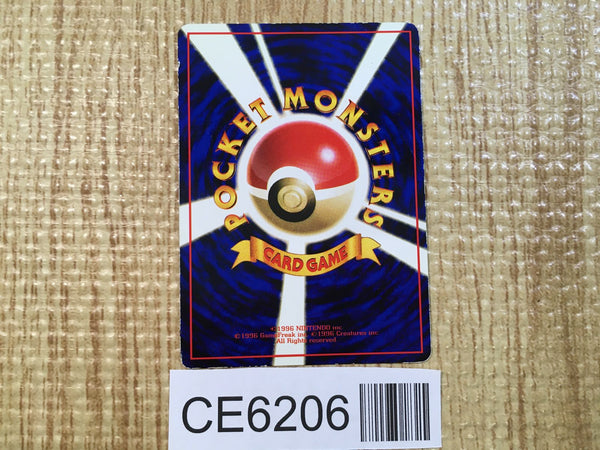 POCKET MONSTERS
CARD GAME
©1996 NINTENDO inc
©1996 GameFreak inc. ©1996 Creatures inc
All Rights reserved
CE6206